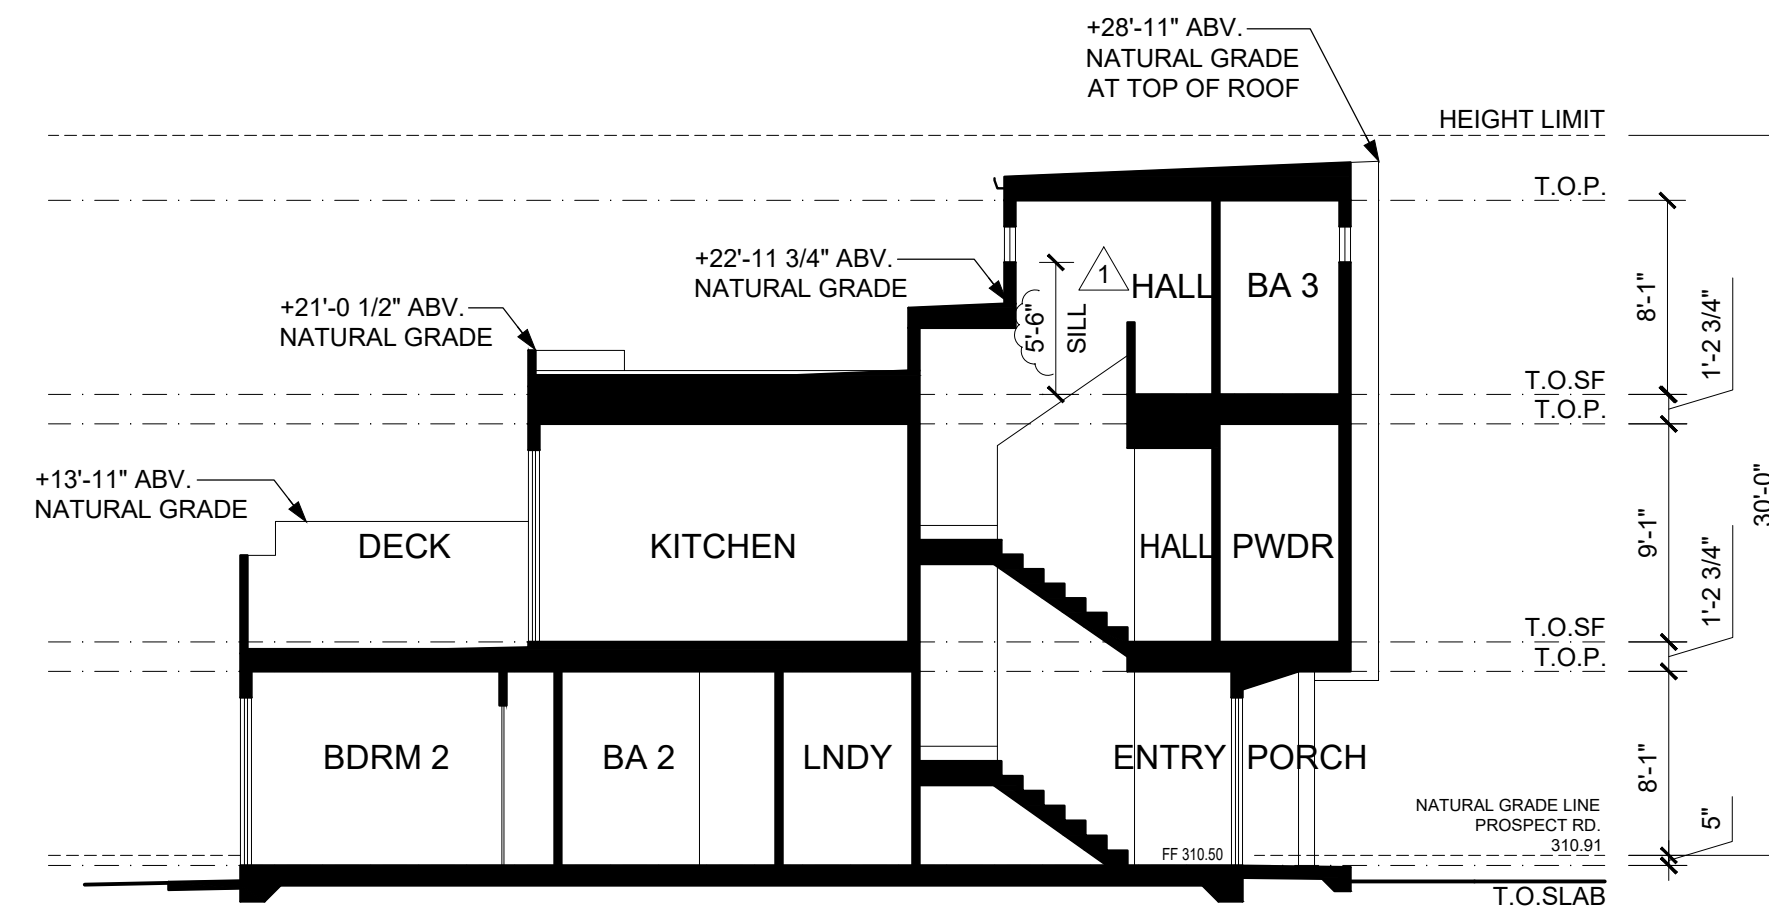 +28'-11" ABV.
NATURAL GRADE
AT TOP OF ROOF
HEIGHT LIMIT
T.O.P.
+22'-11 3/4" ABV.
NATURAL GRADE
1
HALL
BA 3
8'-1"
+21'-0 1/2" ABV.
NATURAL GRADE
5'-6"
SILL
1'-2 3/4"
T.O.SF
T.O.P.
+13'-11" ABV.
NATURAL GRADE
30'-0"
DECK
KITCHEN
HALL
PWDR
9'-1"
1'-2 3/4"
T.O.SF
T.O.P.
BDRM 2
BA 2
LNDY
ENTRY
PORCH
8'-1"
NATURAL GRADE LINE
PROSPECT RD.
310.91
5"
FF 310.50
T.O.SLAB